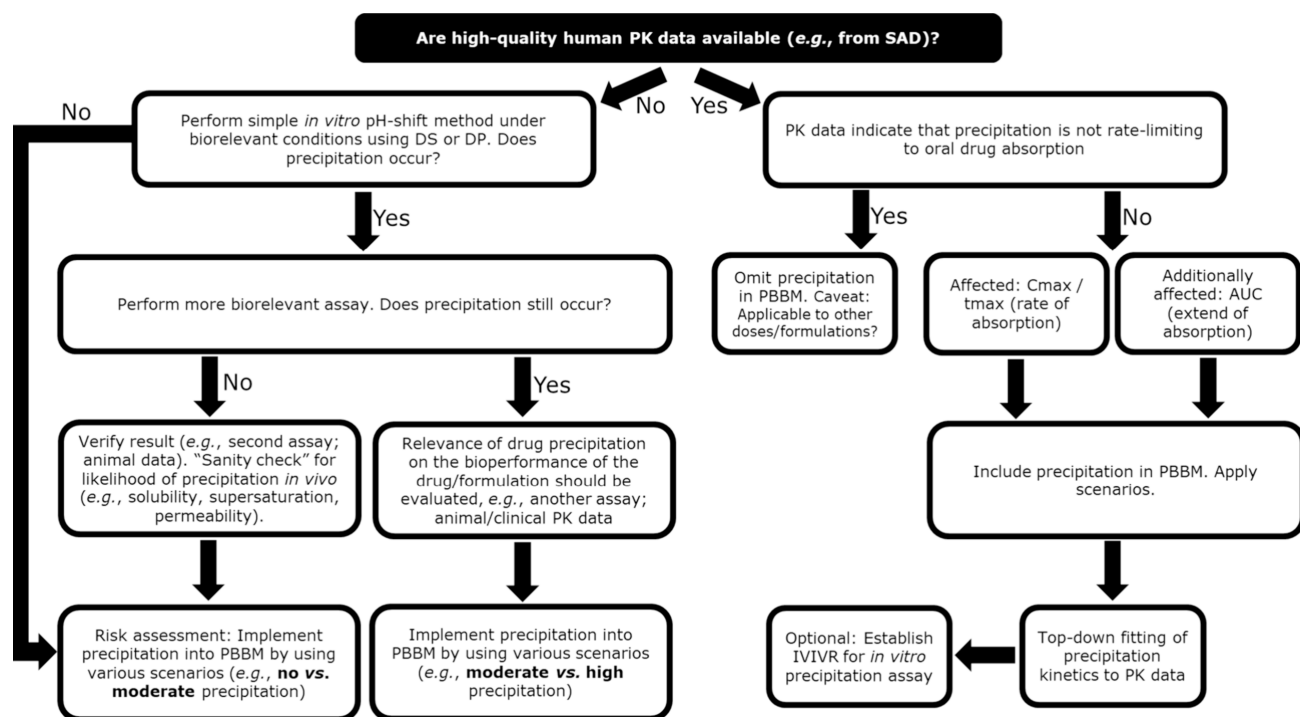 Are high-quality human PK data available (e.g., from SAD)?
No
No
Yes
Perform simple in vitro pH-shift method under
biorelevant conditions using DS or DP. Does
precipitation occur?
PK data indicate that precipitation is not rate-limiting
to oral drug absorption
Yes
Yes
No
Perform more biorelevant assay. Does precipitation still occur?
Omit precipitation
in PBBM. Caveat:
Applicable to other
doses/formulations?
Affected: Cmax /
tmax (rate of
absorption)
Additionally
affected: AUC
(extend of
absorption)
No
Yes
Verify result (e.g., second assay;
animal data). “Sanity check” for
likelihood of precipitation in vivo
(e.g., solubility, supersaturation,
permeability).
Relevance of drug precipitation
on the bioperformance of the
drug/formulation should be
evaluated, e.g., another assay;
animal/clinical PK data
Include precipitation in PBBM. Apply
scenarios.
Risk assessment: Implement
precipitation into PBBM by using
various scenarios (e.g., no vs.
moderate precipitation)
Implement precipitation into
PBBM by using various scenarios
(e.g., moderate vs. high
precipitation)
Optional: Establish
IVIVR for in vitro
precipitation assay
Top-down fitting of
precipitation
kinetics to PK data